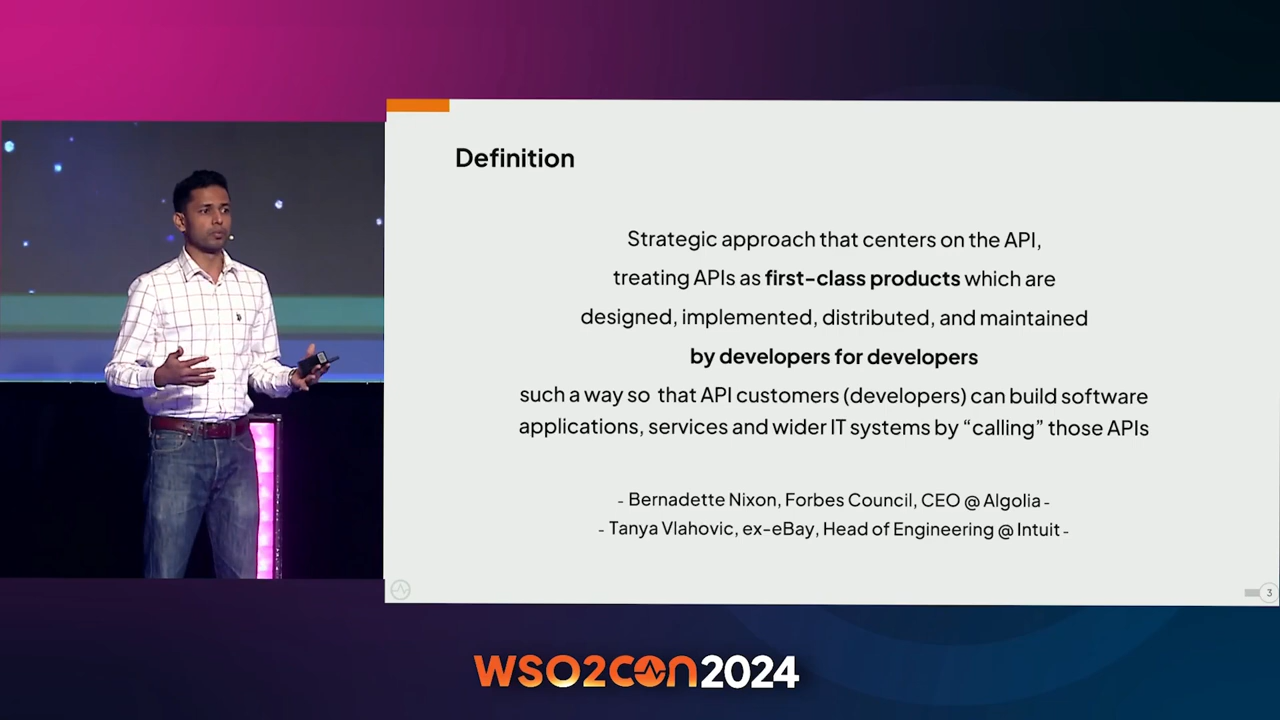 Definition
Strategic approach that centers on the API,
treating APIs as first-class products which are
designed, implemented, distributed, and maintained
by developers for developers
such a way so that API customers (developers) can build software
applications, services and wider IT systems by “calling” those APIs
- Bernadette Nixon, Forbes Council, CEO @ Algolia -
- Tanya Vlahovic, ex-eBay, Head of Engineering @ Intuit -
3
WSO2CON2024